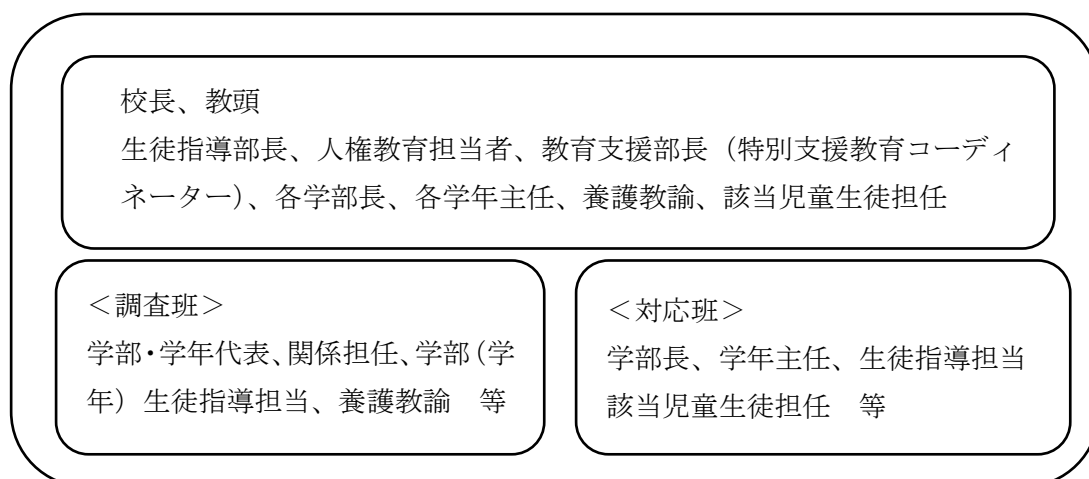 校長、教頭
生徒指導部長、人権教育担当者、教育支援部長（特別支援教育コーディ
ネーター）、各学部長、各学年主任、養護教諭、該当児童生徒担任
＜調査班＞
学部・学年代表、関係担任、学部（学
年）生徒指導担当、養護教諭　等
＜対応班＞
学部長、学年主任、生徒指導担当
該当児童生徒担任　等